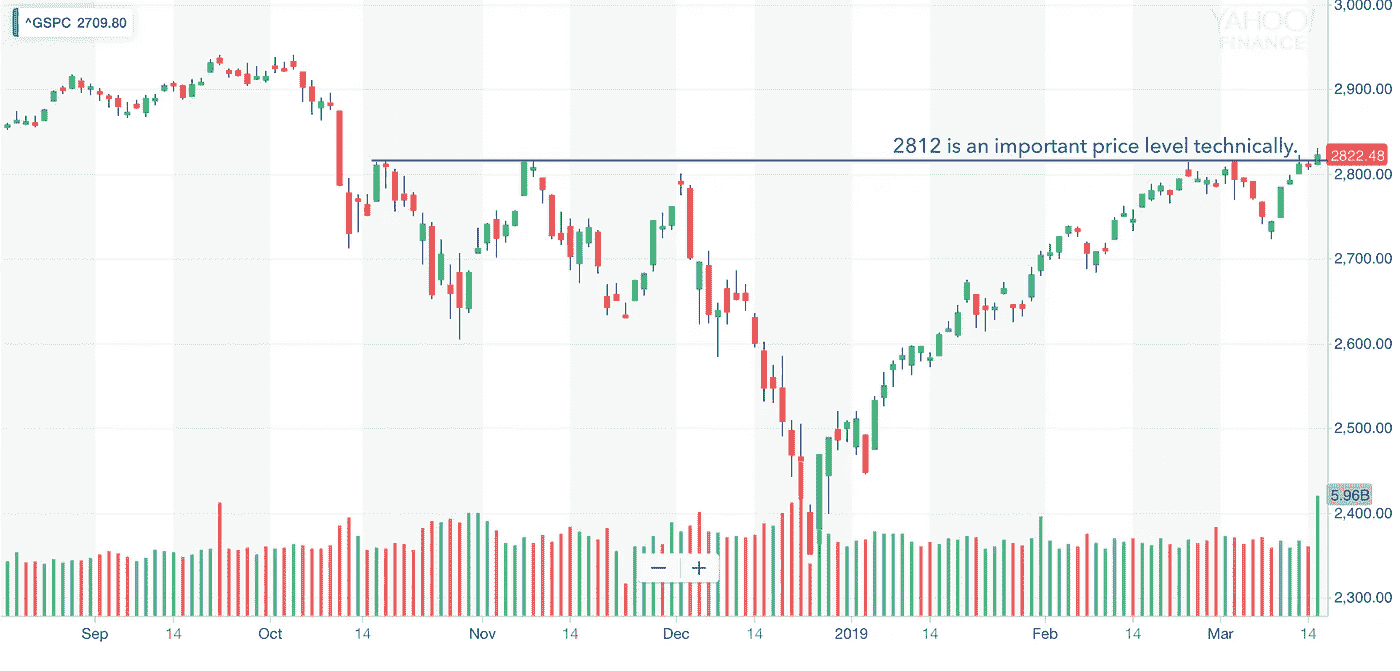 ^GSPC 2709.80
YAHOO!
FINANCE
3,000.00
2,900.00
2812 is an important price level technically.
2822.48
2,800.00
2,700.00
2,600.00
2,500.00
5.96B
2,400.00
2,300.00
− +
Sep 14 Oct 14 Nov 14 Dec 14 2019 14 Feb 14 Mar 14